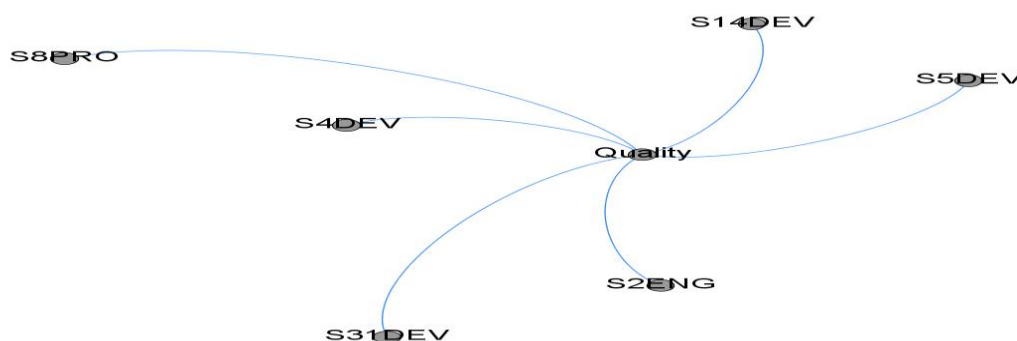 S14DEV
S8PRO
S5DEV
S4DEV
Quality
S2ENG
S31DEV